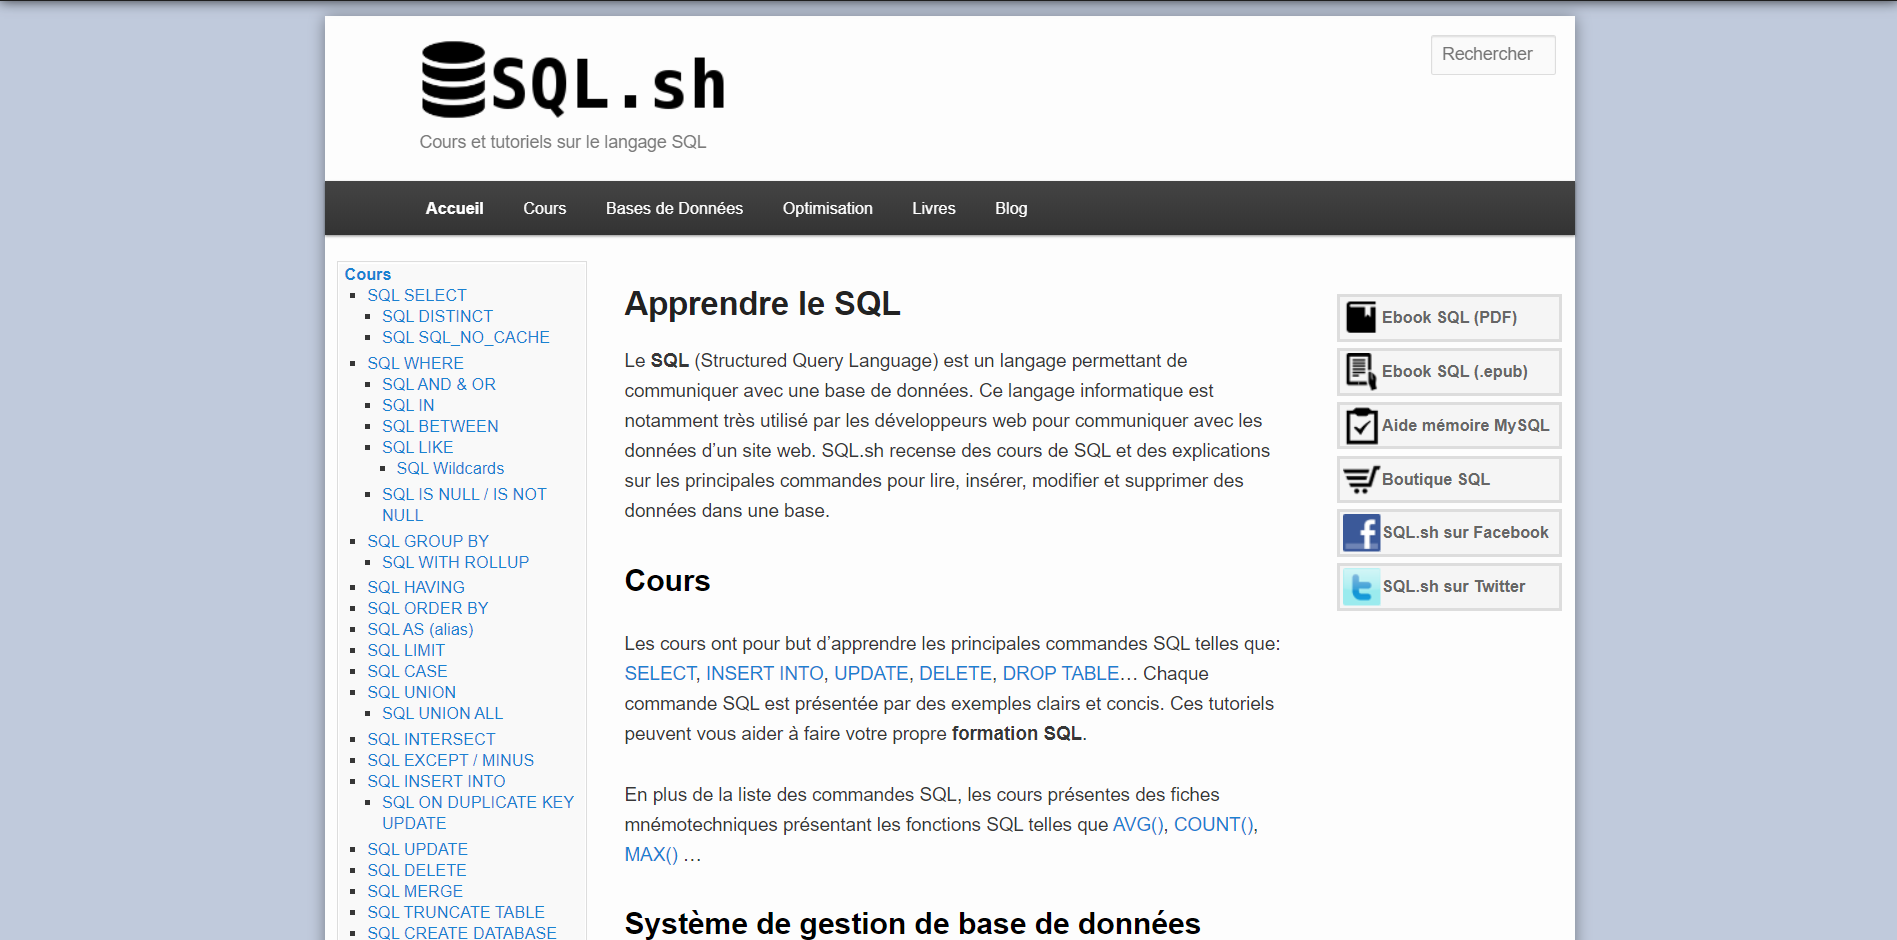 SQL.sh
Cours et tutoriels sur le langage SQL
Rechercher
Accueil Cours Bases de Données Optimisation Livres Blog
Cours
SQL SELECT
SQL DISTINCT
SQL SQL_NO_CACHE
SQL WHERE
SQL AND & OR
SQL IN
SQL BETWEEN
SQL LIKE
SQL Wildcards
SQL IS NULL / IS NOT
NULL
SQL GROUP BY
SQL WITH ROLLUP
SQL HAVING
SQL ORDER BY
SQL AS (alias)
SQL LIMIT
SQL CASE
SQL UNION
SQL UNION ALL
SQL INTERSECT
SQL EXCEPT / MINUS
SQL INSERT INTO
SQL ON DUPLICATE KEY
UPDATE
SQL UPDATE
SQL DELETE
SQL MERGE
SQL TRUNCATE TABLE
SQL CREATE DATABASE
Apprendre le SQL
Le SQL (Structured Query Language) est un langage permettant de
communiquer avec une base de données. Ce langage informatique est
notamment très utilisé par les développeurs web pour communiquer avec les
données d’un site web. SQL.sh recense des cours de SQL et des explications
sur les principales commandes pour lire, insérer, modifier et supprimer des
données dans une base.
Cours
Les cours ont pour but d’apprendre les principales commandes SQL telles que:
SELECT, INSERT INTO, UPDATE, DELETE, DROP TABLE… Chaque
commande SQL est présentée par des exemples clairs et concis. Ces tutoriels
peuvent vous aider à faire votre propre formation SQL.
En plus de la liste des commandes SQL, les cours présentes des fiches
mnémotechniques présentant les fonctions SQL telles que AVG(), COUNT(),
MAX() …
Système de gestion de base de données
Ebook SQL (PDF)
Ebook SQL (.epub)
Aide mémoire MySQL
Boutique SQL
SQL.sh sur Facebook
SQL.sh sur Twitter